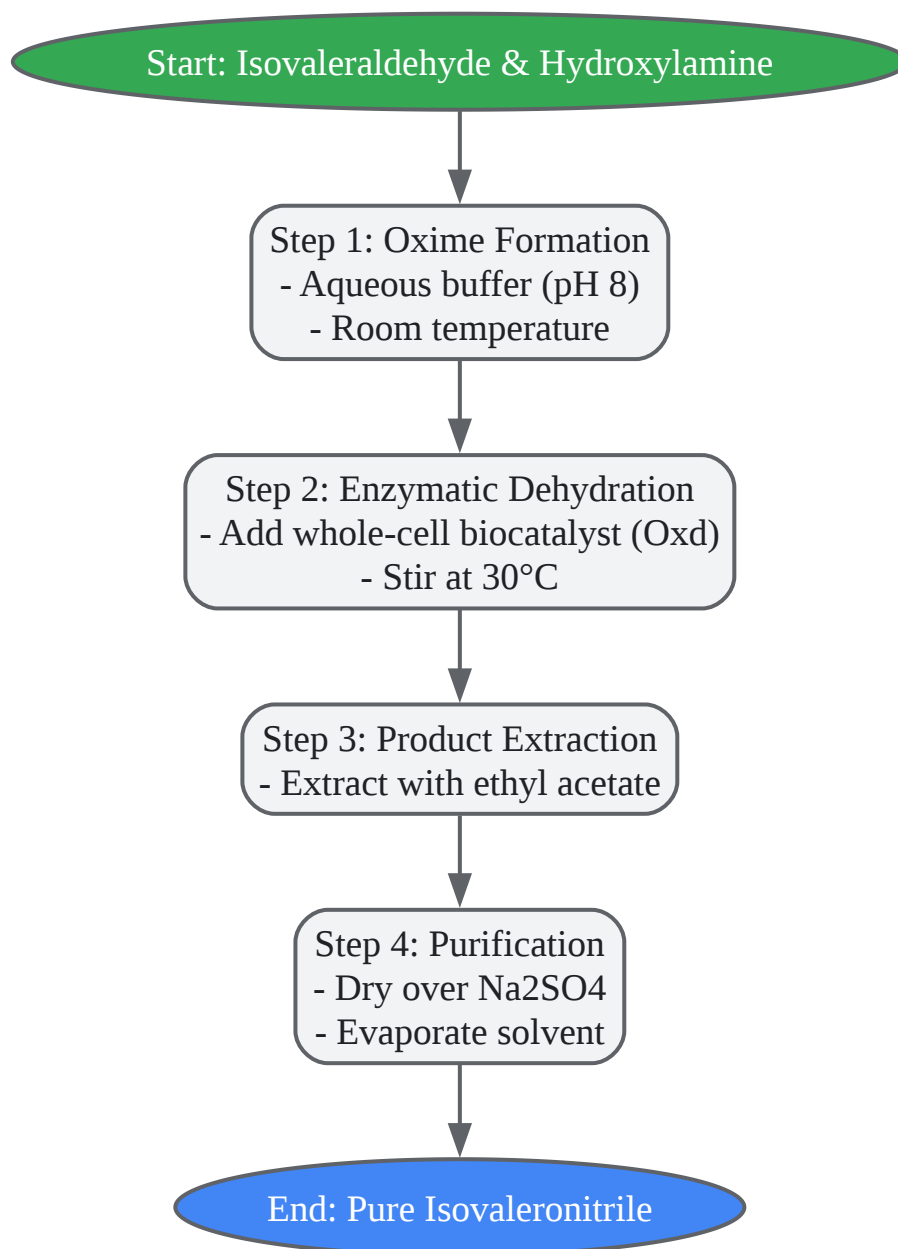 Start: Isovaleraldehyde & Hydroxylamine
Step 1: Oxime Formation
- Aqueous buffer (pH 8)
- Room temperature
Step 2: Enzymatic Dehydration
- Add whole-cell biocatalyst (Oxd)
- Stir at 30°C
Step 3: Product Extraction
- Extract with ethyl acetate
Step 4: Purification
- Dry over Na2SO4
- Evaporate solvent
End: Pure Isovaleronitrile